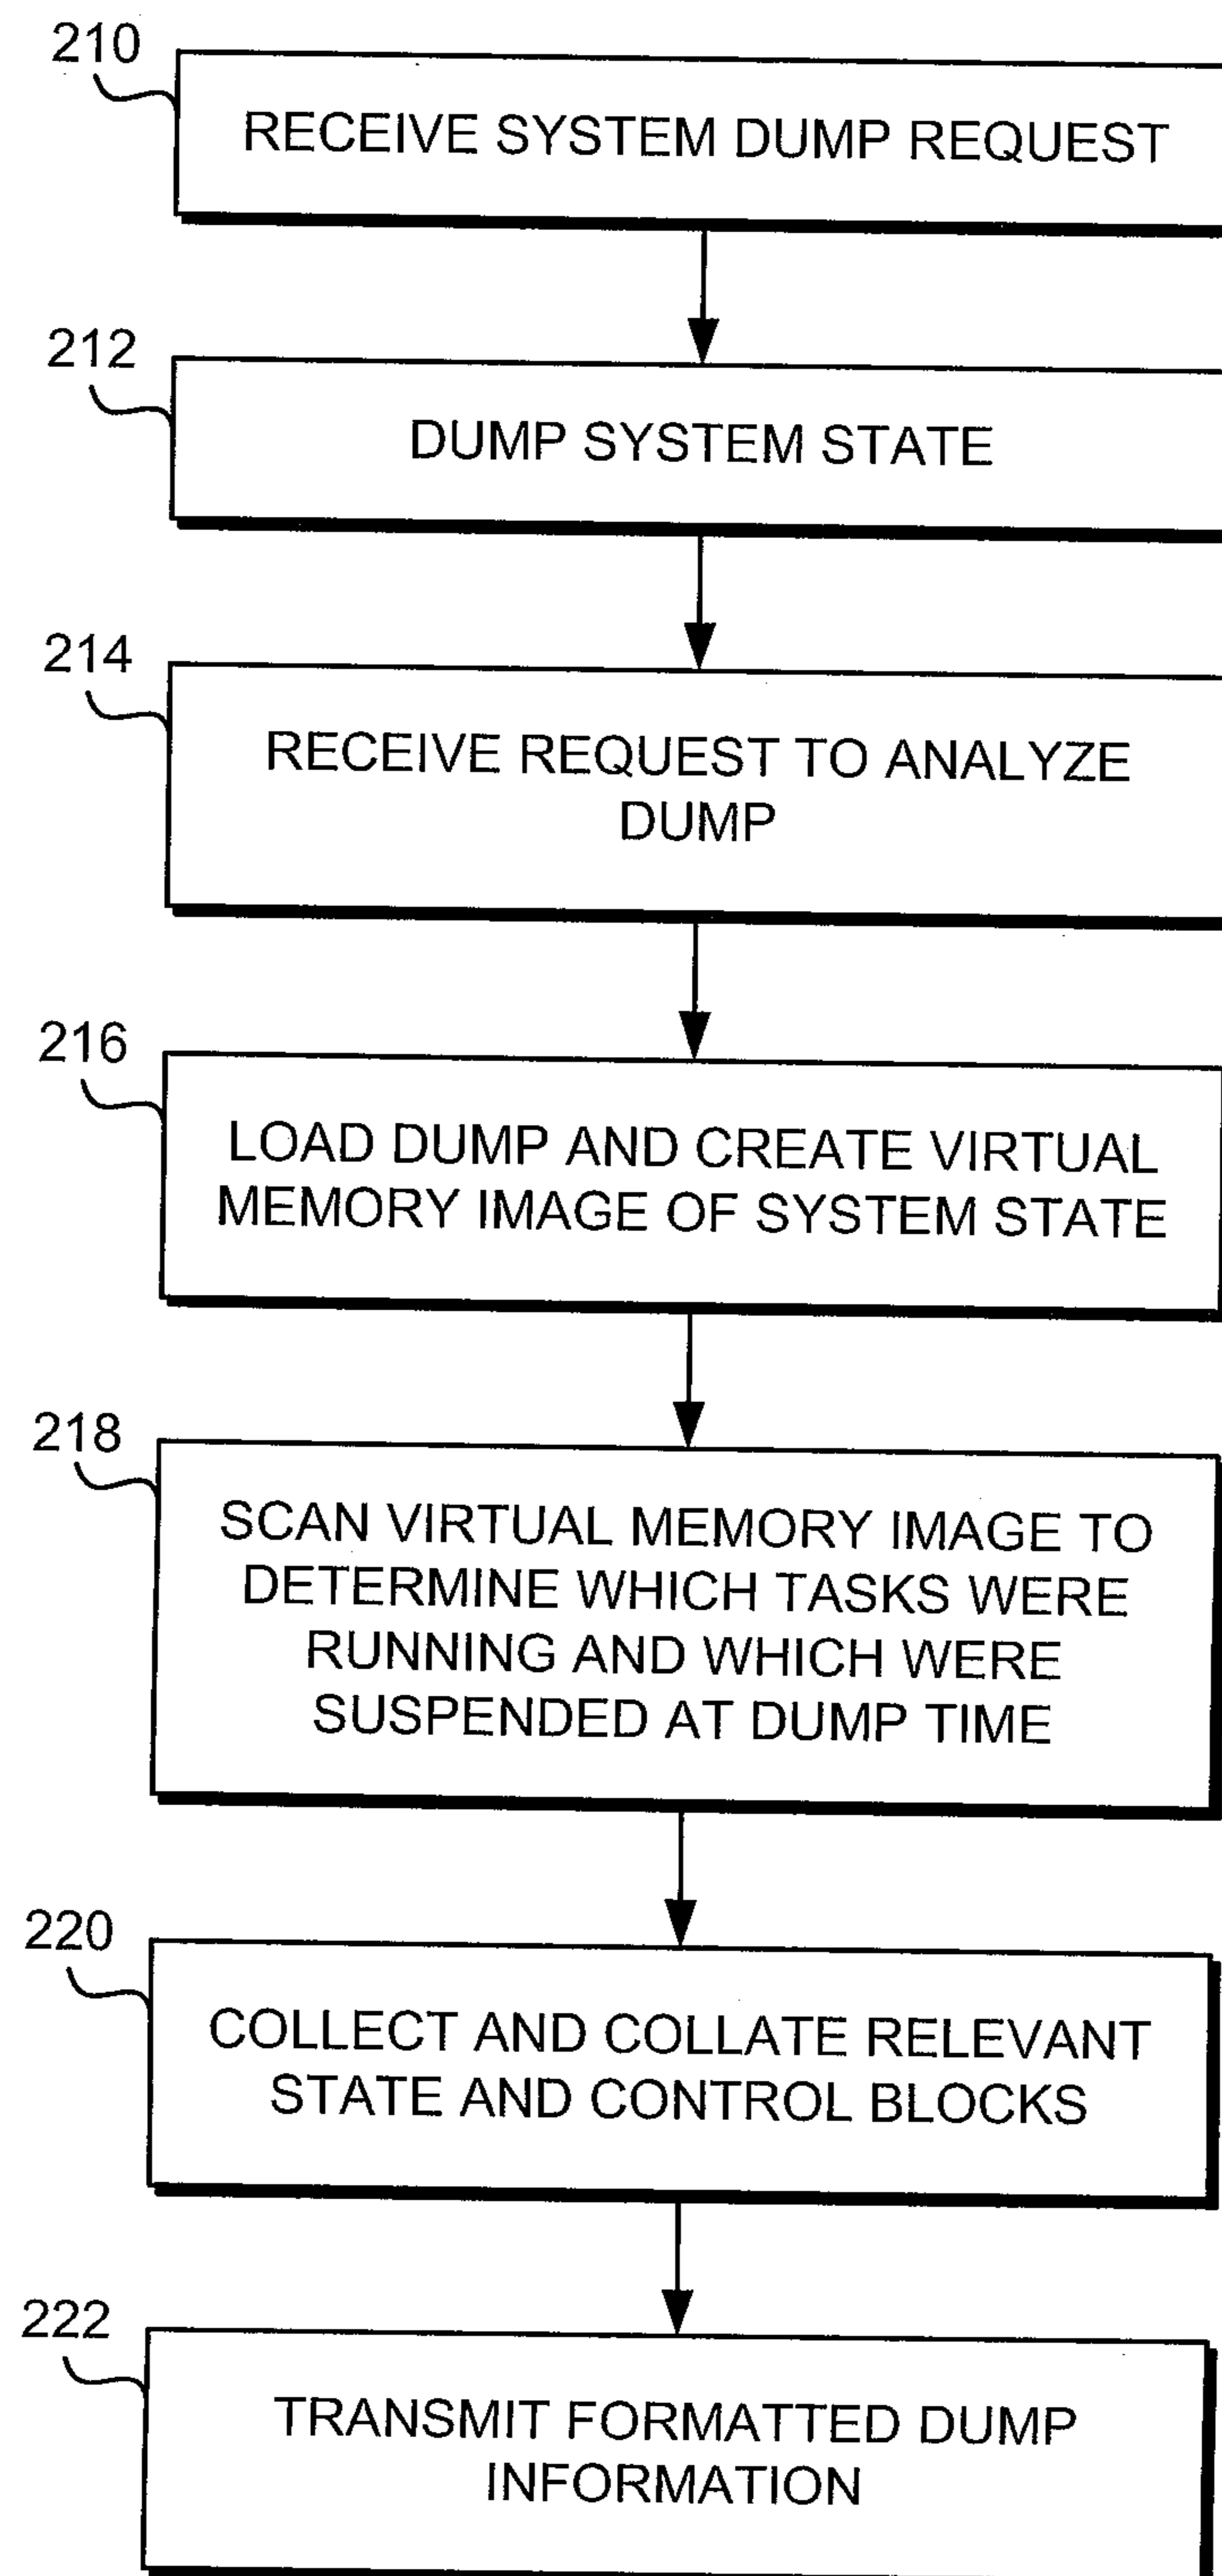 210
RECEIVE SYSTEM DUMP REQUEST
212
DUMP SYSTEM STATE
214
RECEIVE REQUEST TO ANALYZE
DUMP
216
LOAD DUMP AND CREATE VIRTUAL
MEMORY IMAGE OF SYSTEM STATE
218
SCAN VIRTUAL MEMORY IMAGE TO
DETERMINE WHICH TASKS WERE
RUNNING AND WHICH WERE
SUSPENDED AT DUMP TIME
220
COLLECT AND COLLATE RELEVANT
STATE AND CONTROL BLOCKS
222
TRANSMIT FORMATTED DUMP
INFORMATION